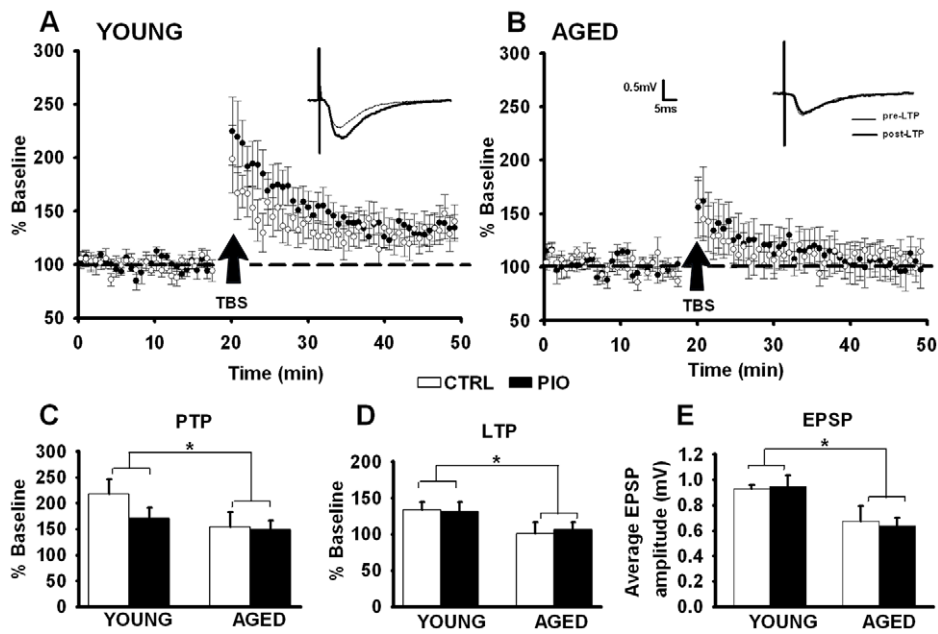 A YOUNG
300
250
200
150
100
50
% Baseline
TBS
0 10 20 30 40 50
Time (min)
B AGED
300
250
200
150
100
50
% Baseline
0.5mV
5ms
pre-LTP
post-LTP
TBS
0 10 20 30 40 50
Time (min)
CTRL PIO
C PTP
300
250
200
150
100
50
0
% Baseline
*
YOUNG AGED
D LTP
200
150
100
50
0
% Baseline
*
YOUNG AGED
E EPSP
1.2
1.0
0.8
0.6
0.4
0.2
0.0
Average EPSP
amplitude (mV)
*
YOUNG AGED